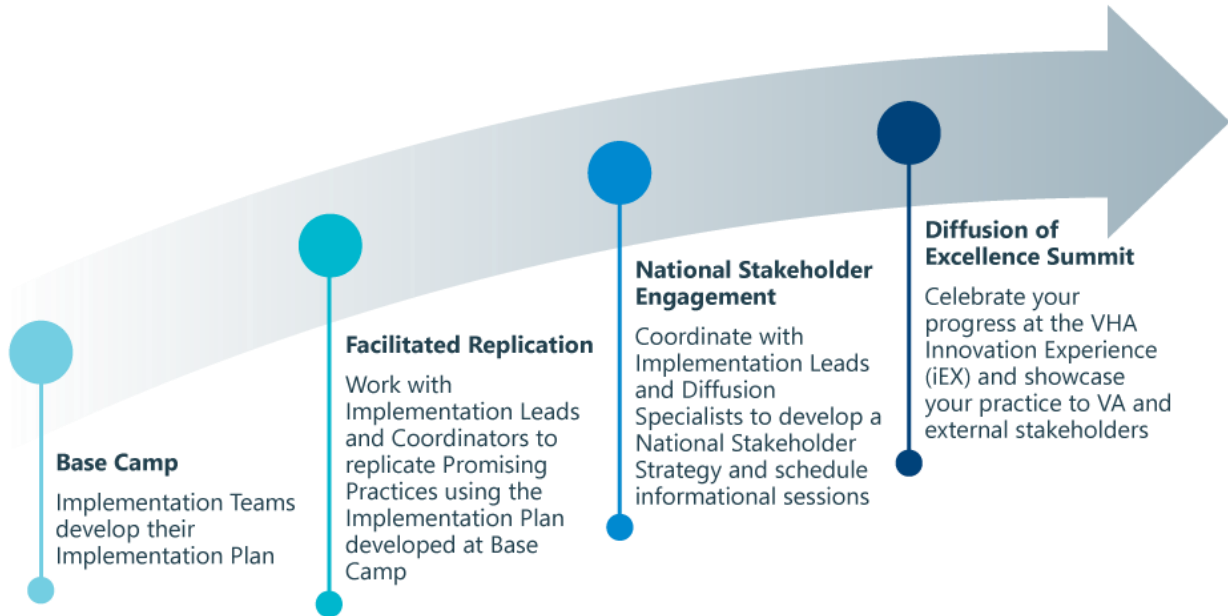 Base Camp
Implementation Teams
develop their
Implementation Plan
Facilitated Replication
Work with
Implementation Leads
and Coordinators to
replicate Promising
Practices using the
Implementation Plan
developed at Base
Camp
National Stakeholder
Engagement
Coordinate with
Implementation Leads
and Diffusion
Specialists to develop a
National Stakeholder
Strategy and schedule
informational sessions
Diffusion of
Excellence Summit
Celebrate your
progress at the VHA
Innovation Experience
(iEX) and showcase
your practice to VA and
external stakeholders